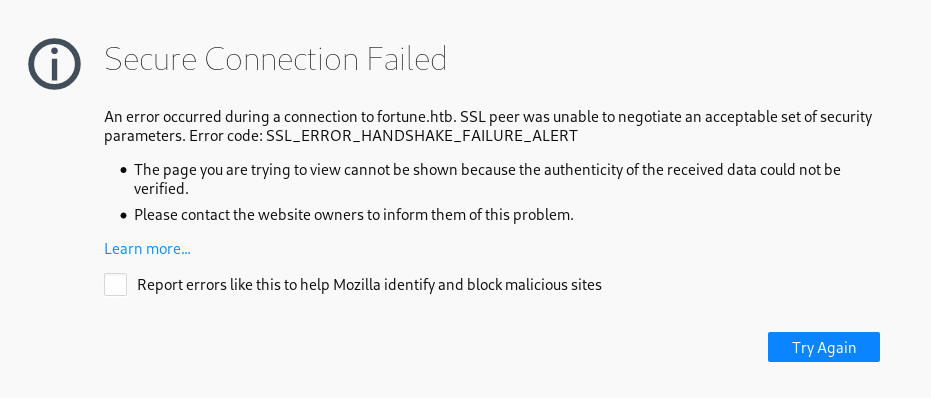 Secure Connection Failed
An error occurred during a connection to fortune.htb. SSL peer was unable to negotiate an acceptable set of security
parameters. Error code: SSL_ERROR_HANDSHAKE_FAILURE_ALERT
• The page you are trying to view cannot be shown because the authenticity of the received data could not be
verified.
• Please contact the website owners to inform them of this problem.
Learn more...
Report errors like this to help Mozilla identify and block malicious sites
Try Again